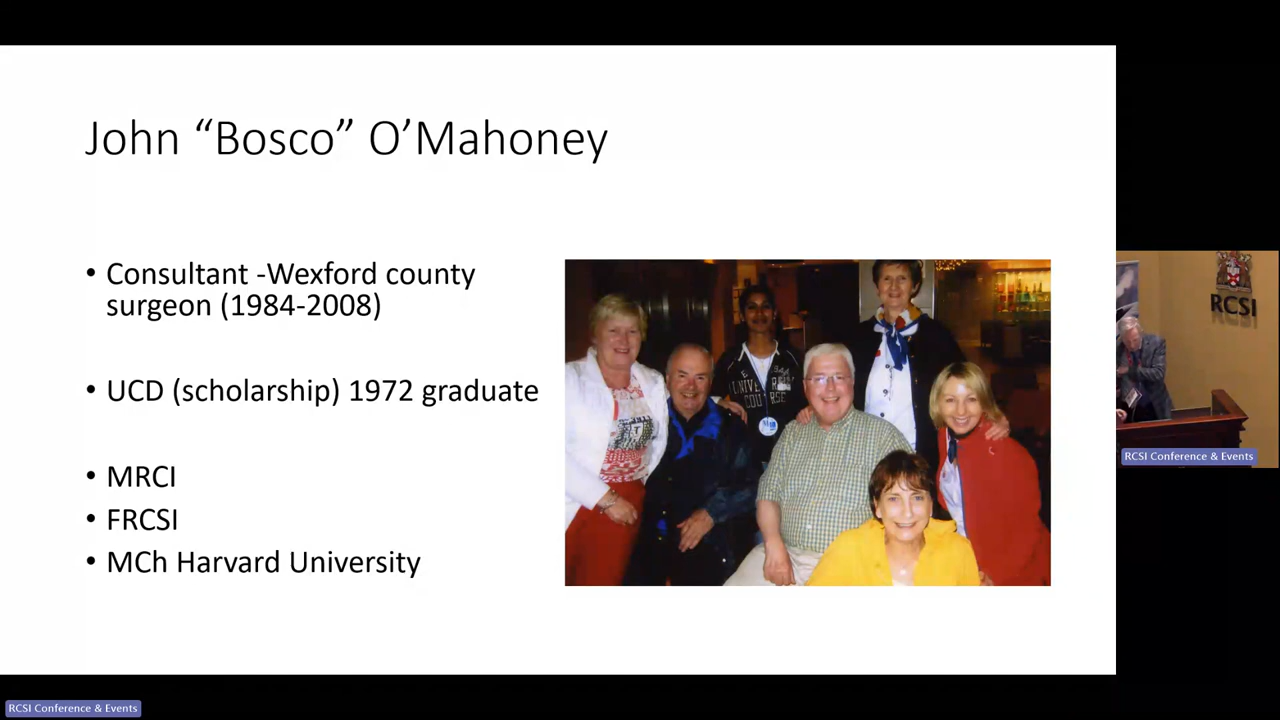 John “Bosco” O’Mahoney
• Consultant -Wexford county
surgeon (1984-2008)
• UCD (scholarship) 1972 graduate
• MRCI
• FRCSI
• MCh Harvard University
RCSI
RCSI Conference & Events
RCSI Conference & Events